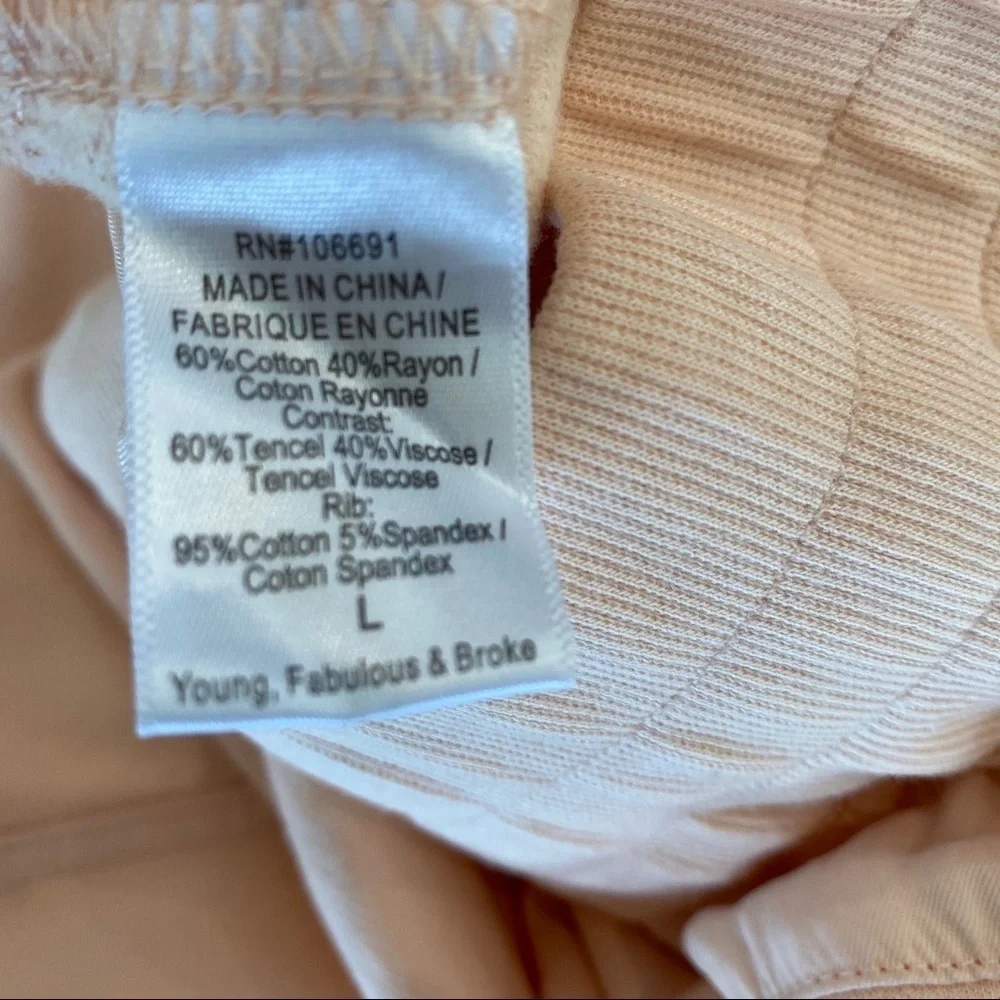 RN#106691
MADE IN CHINA /
FABRIQUE EN CHINE
60%Cotton 40%Rayon /
Coton Rayonne
Contrast:
60%Tencel 40%Viscose /
Tencel Viscose
Rib:
95%Cotton 5%Spandex /
Coton Spandex
L
Young, Fabulous & Broke